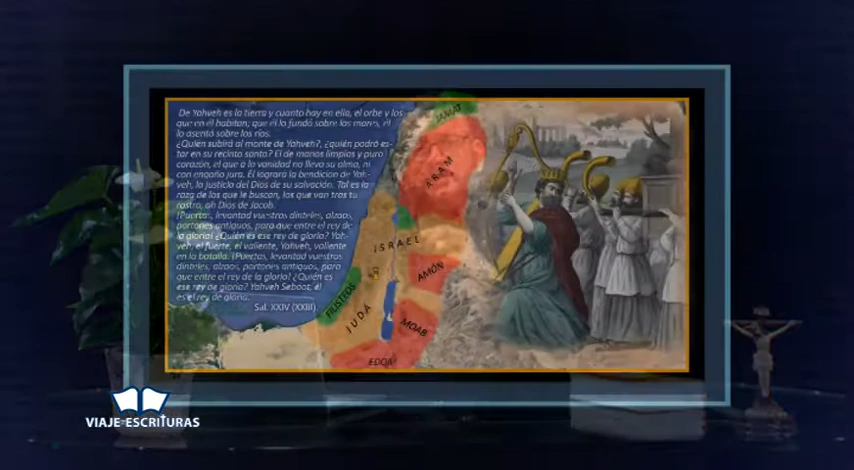 De Yahveh es la tierra y cuanto hay en ella, el orbe y los
que en él habitan; que él la fundó sobre los mares, él
la asentó sobre los ríos.
¿Quién subirá al monte de Yahveh?, ¿quién podrá es-
tar en su recinto santo? El de manos limpias y puro
corazón, el que a la vanidad no lleva su alma, ni
con engaño jura. Él logrará la bendición de Yah-
veh, la justicia del Dios de su salvación. Tal es la
raza de los que le buscan, los que van tras tu
rostro, oh Dios de Jacob.
¡Puertas, levantad vuestros dinteles, alzaos,
portones antiguos, para que entre el rey de
la gloria! ¿Quién es ese rey de gloria? Yah-
veh, el fuerte, el valiente, Yahveh, valiente
en la batalla. ¡Puertas, levantad vuestros
dinteles, alzaos, portones antiguos, para
que entre el rey de la gloria! ¿Quién es
ese rey de gloria? Yahveh Sebaot, él
es el rey de gloria.
Sal. XXIV (XXIII).
JAMAT
ARAM
ISRAEL
AMÓN
FILISTEOS
JUDÁ
MOAB
EDOM
VIAJE ESCRITURAS